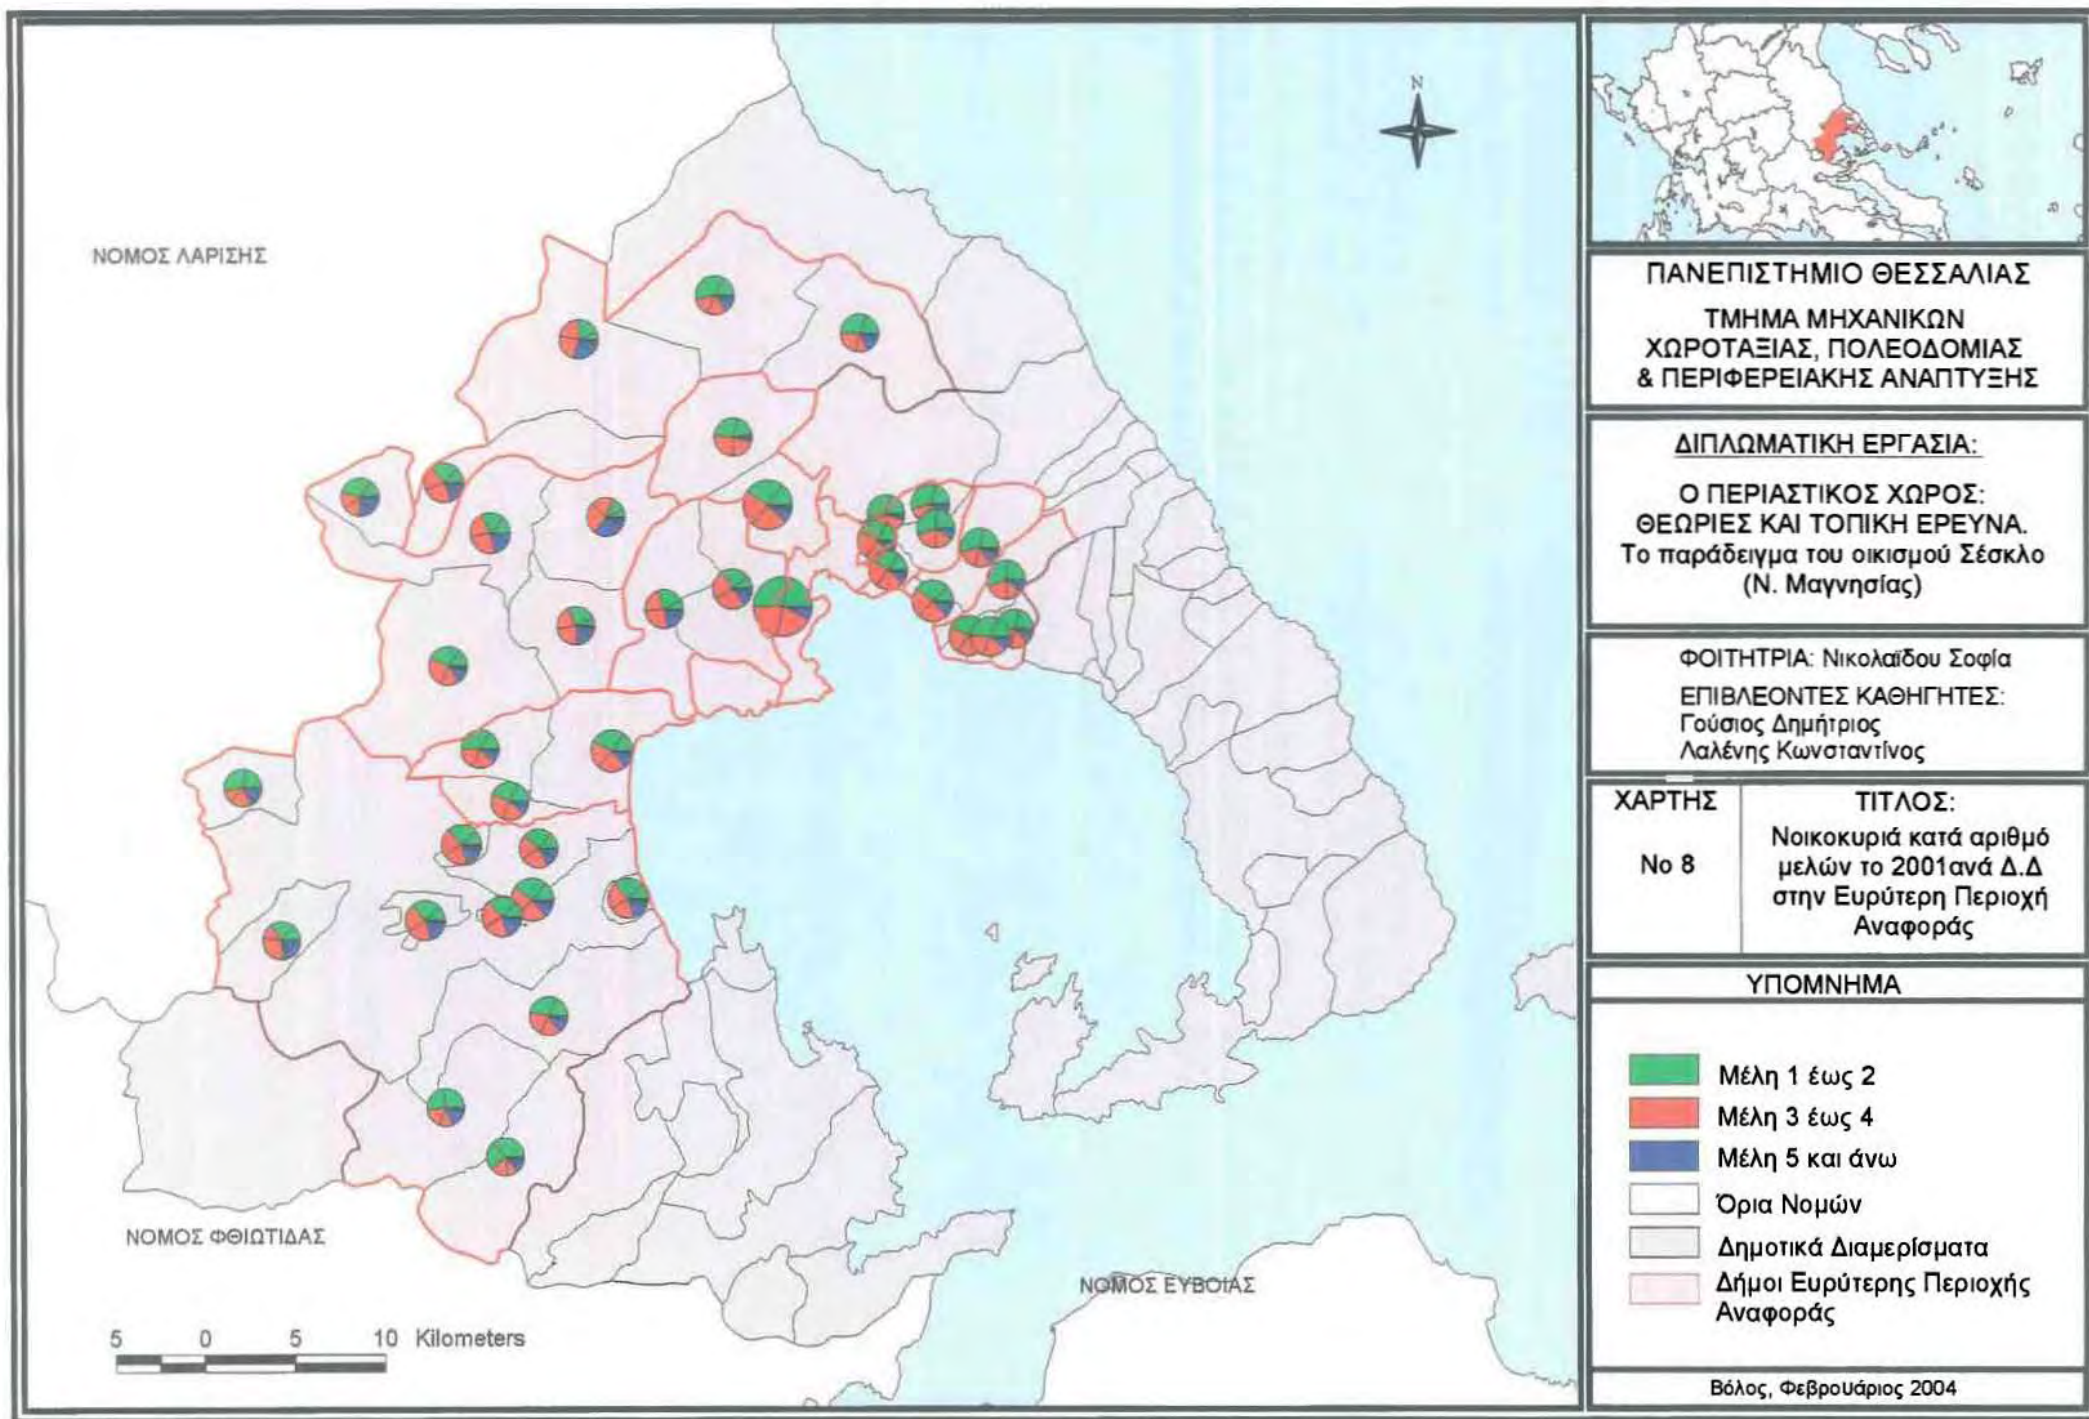 N
ΝΟΜΟΣ ΛΑΡΙΣΗΣ
ΝΟΜΟΣ ΦΘΙΩΤΙΔΑΣ
ΝΟΜΟΣ ΕΥΒΟΙΑΣ
5 0 5 10 Kilometers
ΠΑΝΕΠΙΣΤΗΜΙΟ ΘΕΣΣΑΛΙΑΣ
ΤΜΗΜΑ ΜΗΧΑΝΙΚΩΝ
ΧΩΡΟΤΑΞΙΑΣ, ΠΟΛΕΟΔΟΜΙΑΣ
& ΠΕΡΙΦΕΡΕΙΑΚΗΣ ΑΝΑΠΤΥΞΗΣ
ΔΙΠΛΩΜΑΤΙΚΗ ΕΡΓΑΣΙΑ:
Ο ΠΕΡΙΑΣΤΙΚΟΣ ΧΩΡΟΣ:
ΘΕΩΡΙΕΣ ΚΑΙ ΤΟΠΙΚΗ ΕΡΕΥΝΑ.
Το παράδειγμα του οικισμού Σέσκλο
(Ν. Μαγνησίας)
ΦΟΙΤΗΤΡΙΑ: Νικολαϊδου Σοφία
ΕΠΙΒΛΕΟΝΤΕΣ ΚΑΘΗΓΗΤΕΣ:
Γούσιος Δημήτριος
Λαλένης Κωνσταντίνος
ΧΑΡΤΗΣ
Νο 8
ΤΙΤΛΟΣ:
Νοικοκυριά κατά αριθμό
μελών το 2001ανά Δ.Δ
στην Ευρύτερη Περιοχή
Αναφοράς
ΥΠΟΜΝΗΜΑ
Μέλη 1 έως 2
Μέλη 3 έως 4
Μέλη 5 και άνω
Όρια Νομών
Δημοτικά Διαμερίσματα
Δήμοι Ευρύτερης Περιοχής
Αναφοράς
Βόλος, Φεβρουάριος 2004